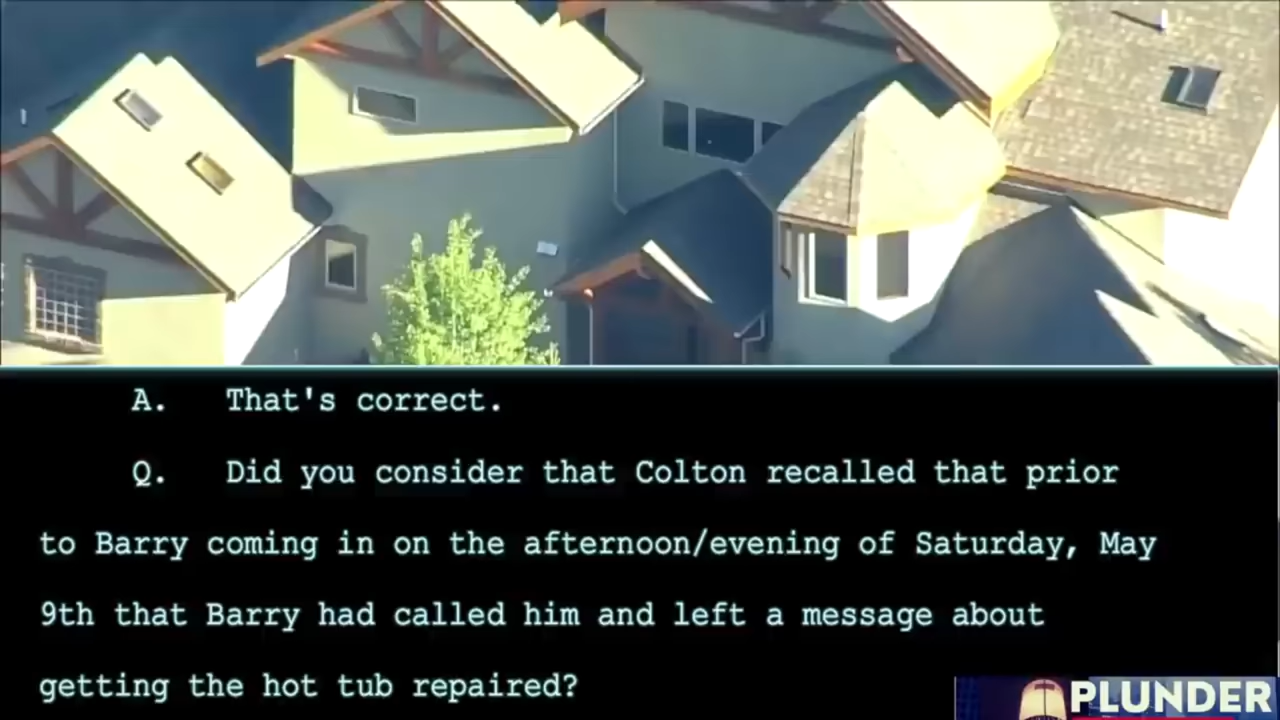 A. That's correct.
Q. Did you consider that Colton recalled that prior
to Barry coming in on the afternoon/evening of Saturday, May
9th that Barry had called him and left a message about
getting the hot tub repaired?
PLUNDER